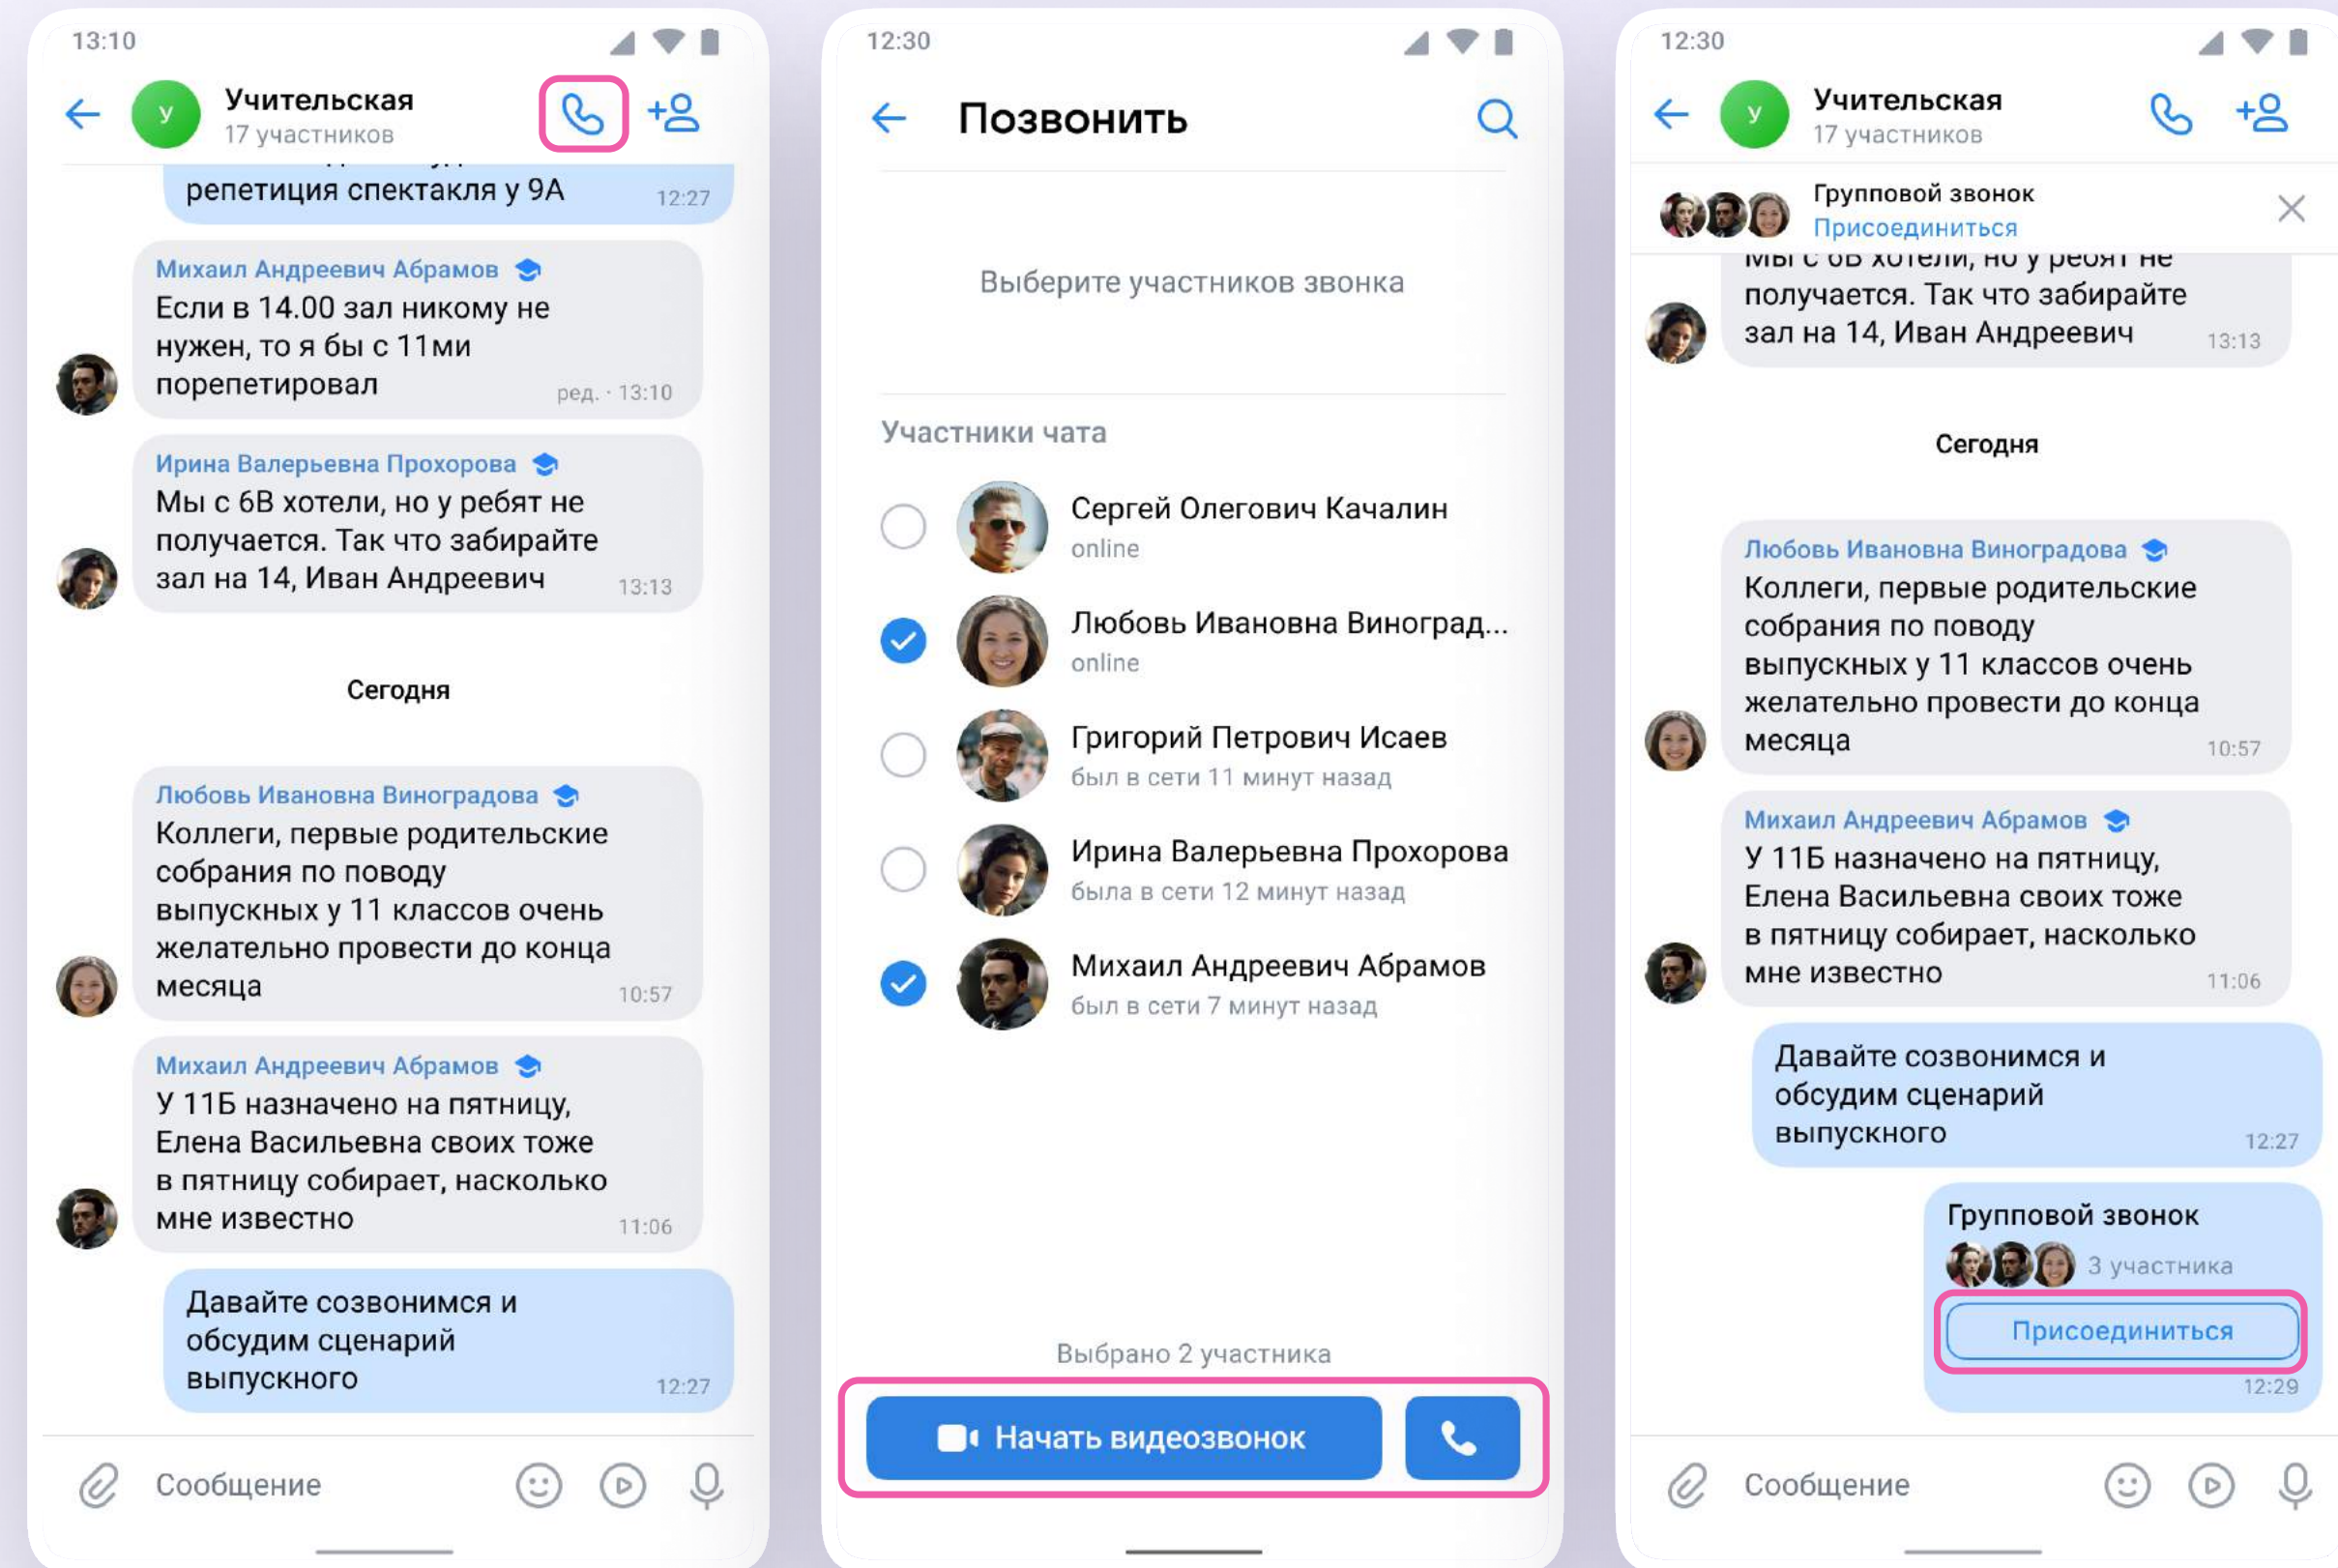 13:10
У
Учительская
17 участников
репетиция спектакля у 9А
12:27
Михаил Андреевич Абрамов
Если в 14.00 зал никому не
нужен, то я бы с 11ми
порепетировал
ред. · 13:10
Ирина Валерьевна Прохорова
Мы с 6В хотели, но у ребят не
получается. Так что забирайте
зал на 14, Иван Андреевич
13:13
Сегодня
Любовь Ивановна Виноградова
Коллеги, первые родительские
собрания по поводу
выпускных у 11 классов очень
желательно провести до конца
месяца
10:57
Михаил Андреевич Абрамов
У 11Б назначено на пятницу,
Елена Васильевна своих тоже
в пятницу собирает, насколько
мне известно
11:06
Давайте созвонимся и
обсудим сценарий
выпускного
12:27
Сообщение
12:30
Позвонить
Выберите участников звонка
Участники чата
Сергей Олегович Качалин
online
Любовь Ивановна Виноград...
online
Григорий Петрович Исаев
был в сети 11 минут назад
Ирина Валерьевна Прохорова
была в сети 12 минут назад
Михаил Андреевич Абрамов
был в сети 7 минут назад
Выбрано 2 участника
Начать видеозвонок
12:30
У
Учительская
17 участников
Групповой звонок
Присоединиться
Мы с 6В хотели, но у ребят не
получается. Так что забирайте
зал на 14, Иван Андреевич
13:13
Сегодня
Любовь Ивановна Виноградова
Коллеги, первые родительские
собрания по поводу
выпускных у 11 классов очень
желательно провести до конца
месяца
10:57
Михаил Андреевич Абрамов
У 11Б назначено на пятницу,
Елена Васильевна своих тоже
в пятницу собирает, насколько
мне известно
11:06
Давайте созвонимся и
обсудим сценарий
выпускного
12:27
Групповой звонок
3 участника
Присоединиться
12:29
Сообщение